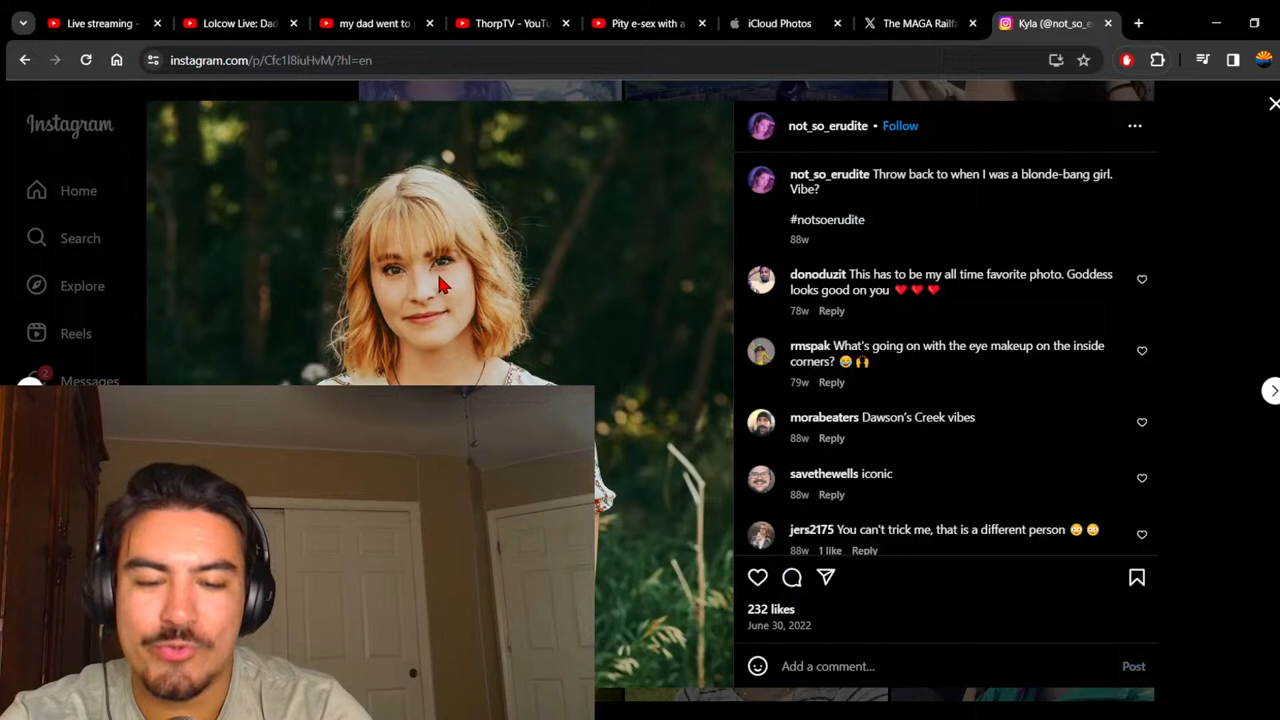 Live streaming -
Lolcow Live: Dad
my dad went to
ThorpTV - YouTu
Pity e-sex with a
iCloud Photos
The MAGA Railfa
Kyla (@not_so_er
instagram.com/p/Cfc1l8iuHvM/?hl=en
Instagram
Home
Search
Explore
Reels
2
Messages
not_so_erudite • Follow
not_so_erudite Throw back to when I was a blonde-bang girl.
Vibe?
#notsoerudite
88w
donoduzit This has to be my all time favorite photo. Goddess
looks good on you ❤️❤️❤️
78w Reply
rmspak What's going on with the eye makeup on the inside
corners? 😂🙌
79w Reply
morabeaters Dawson's Creek vibes
88w Reply
savethewells iconic
88w Reply
jers2175 You can't trick me, that is a different person 😳😳
88w 1 like Reply
232 likes
June 30, 2022
Add a comment...
Post